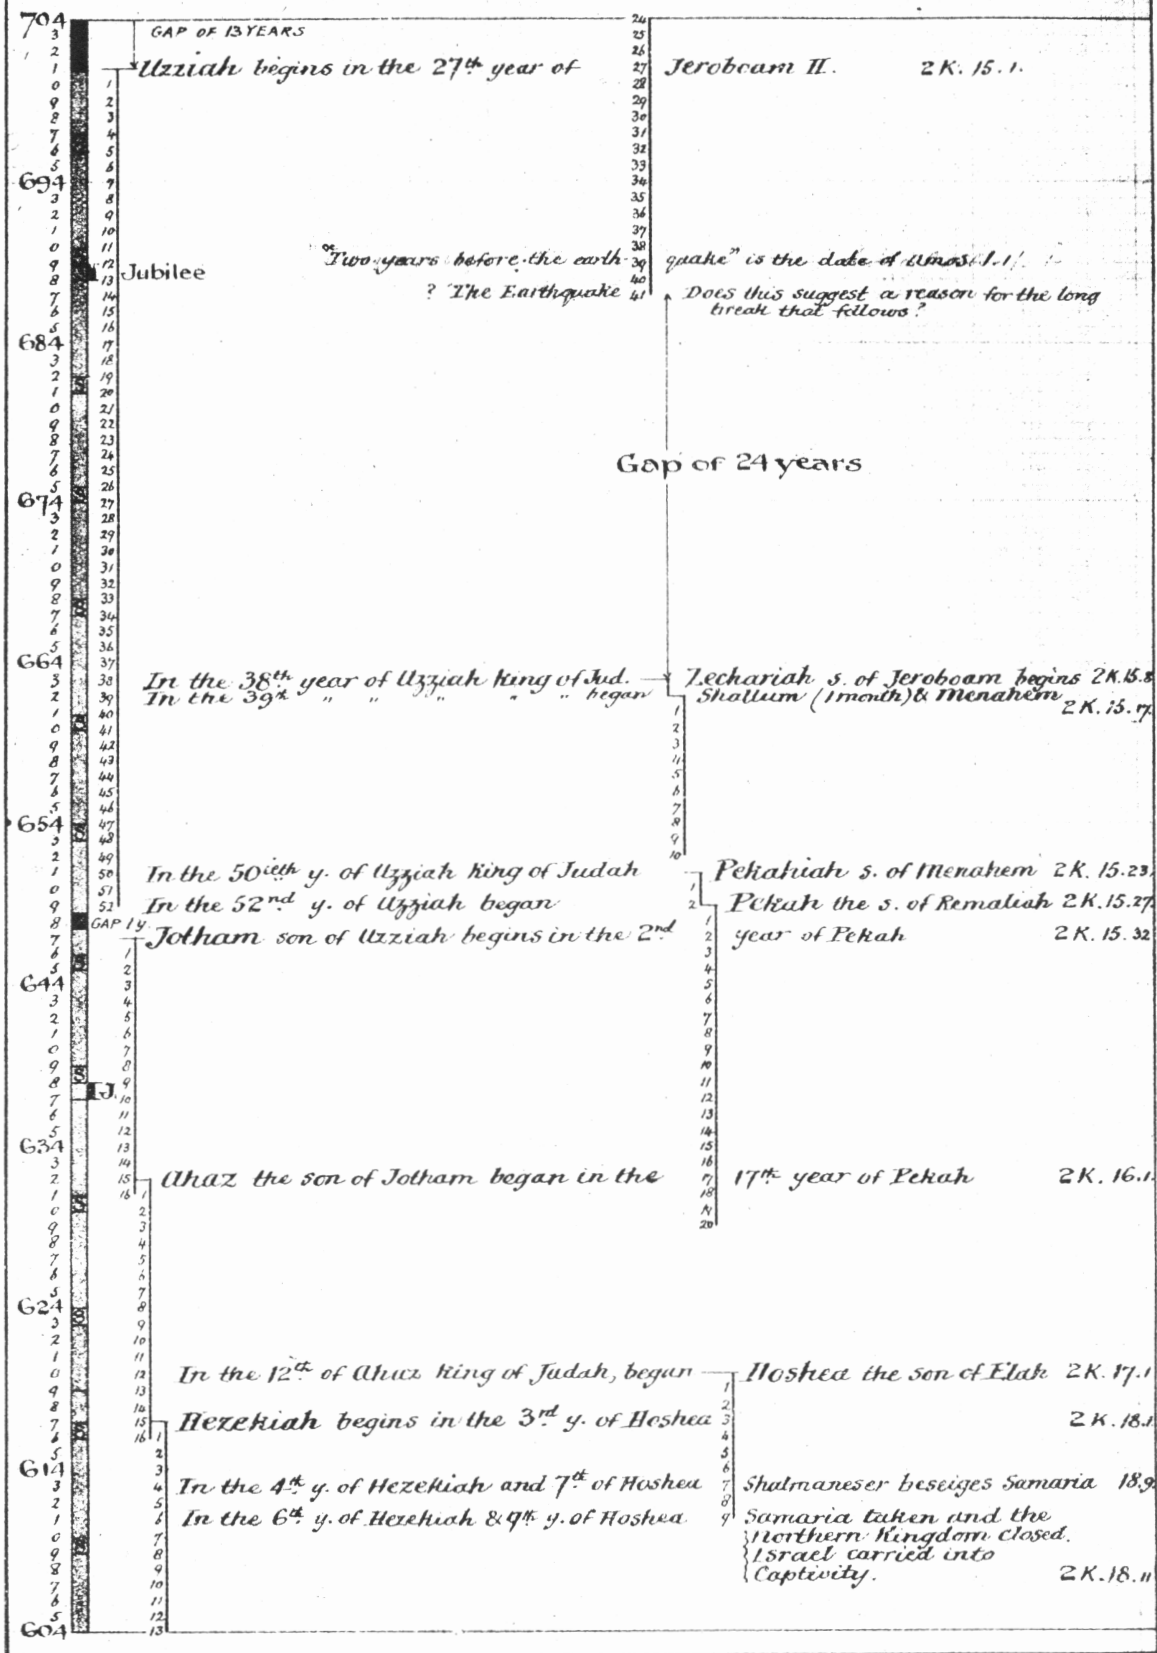 704
GAP OF 13 YEARS
Uzziah begins in the 27th year of Jeroboam II. 2 K. 15. 1.
694
Jubilee
"Two years before the earthquake" is the date of Amos 1.1
? The Earthquake 41 Does this suggest a reason for the long
break that follows?
684
Gap of 24 years
674
664
In the 38th year of Uzziah King of Jud. Zechariah s. of Jeroboam begins 2 K. 15. 8
In the 39th " " " " " began Shallum (1 month) & Menahem
2 K. 15. 17.
654
In the 50ieth y. of Uzziah King of Judah Pekahiah s. of Menahem 2 K. 15. 23.
In the 52nd y. of Uzziah began Pekah the s. of Remaliah 2 K. 15. 27.
GAP 1 y.
Jotham son of Uzziah begins in the 2nd year of Pekah 2 K. 15. 32
644
J.
634
Ahaz the son of Jotham began in the 17th year of Pekah 2 K. 16. 1.
624
In the 12th of Ahaz King of Judah, began Hoshea the son of Elah 2 K. 17. 1
Hezekiah begins in the 3rd y. of Hoshea 2 K. 18. 1
614
In the 4th y. of Hezekiah and 7th of Hoshea Shalmaneser beseiges Samaria 18. 9.
In the 6th y. of Hezekiah & 9th y. of Hoshea Samaria taken and the
Northern Kingdom closed.
Israel carried into
Captivity. 2 K. 18. 11
604